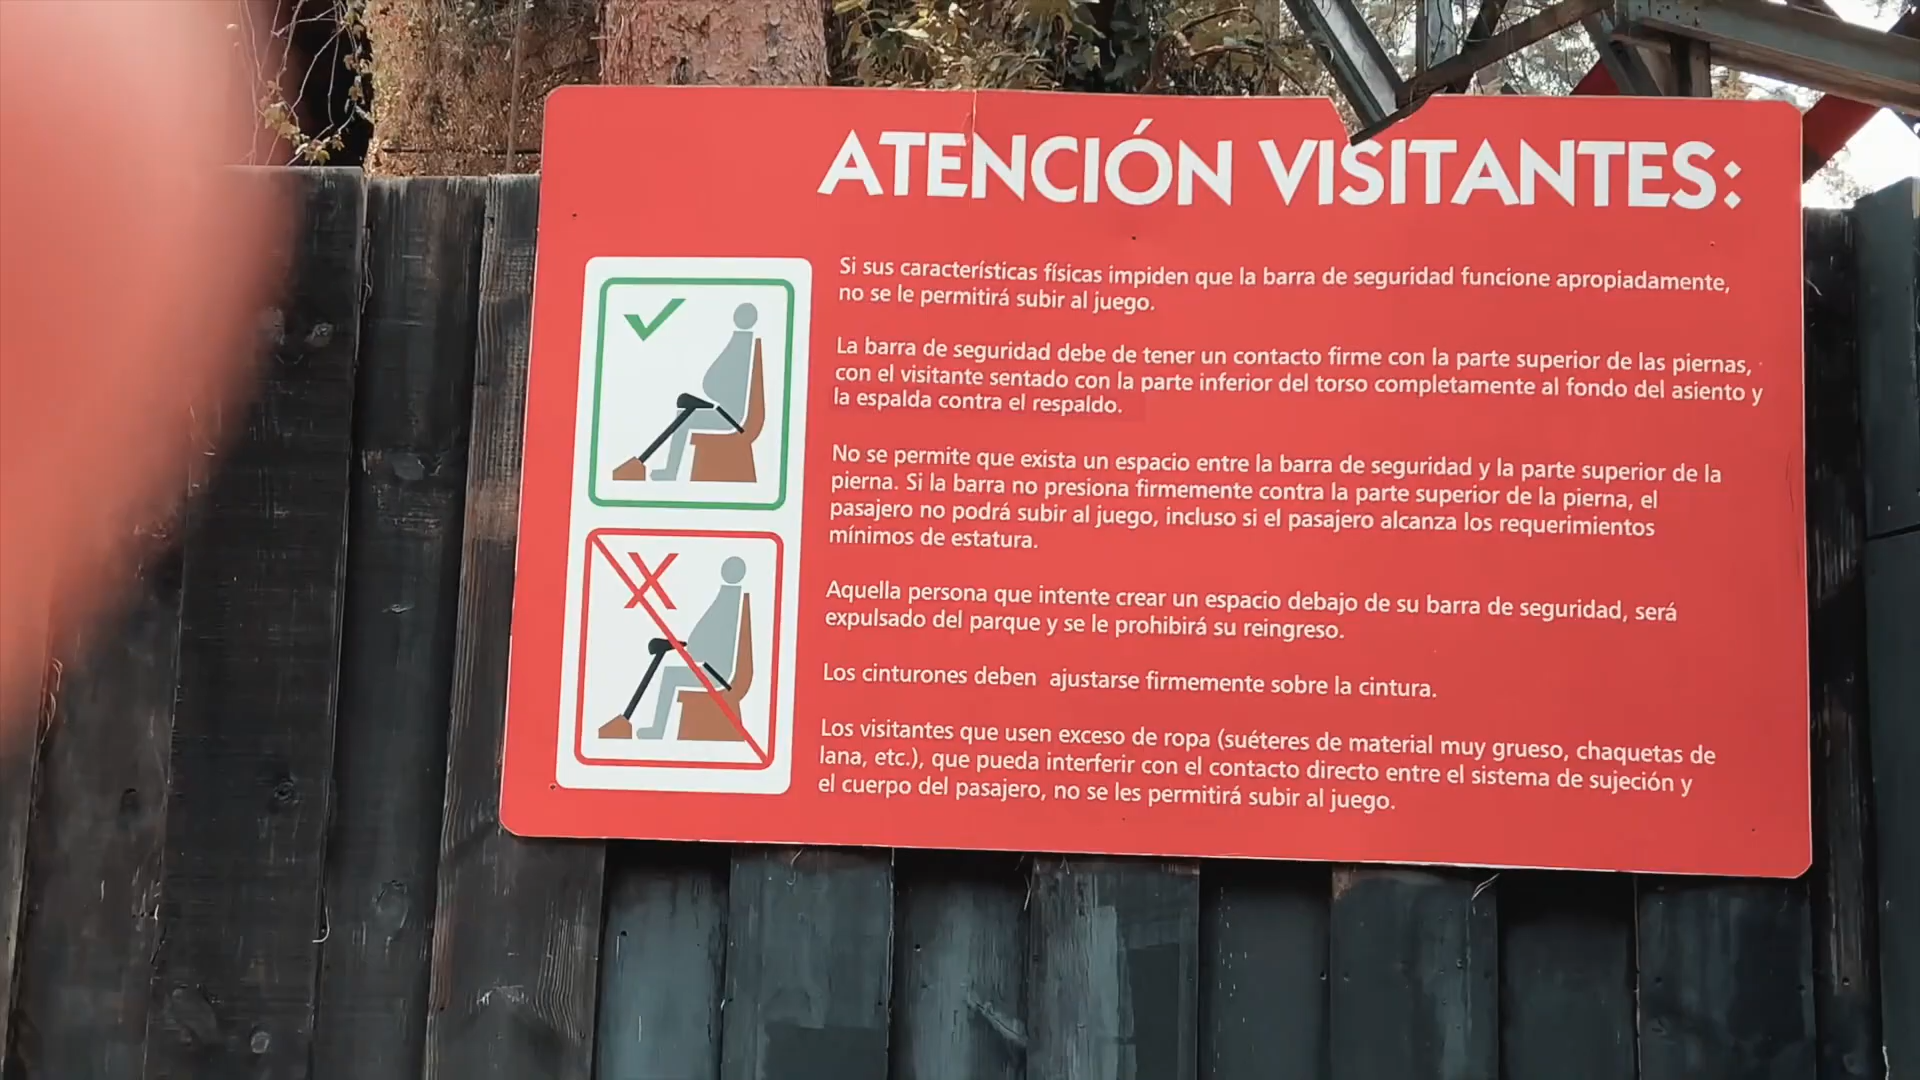 ATENCIÓN VISITANTES:
Si sus características físicas impiden que la barra de seguridad funcione apropiadamente,
no se le permitirá subir al juego.
La barra de seguridad debe de tener un contacto firme con la parte superior de las piernas,
con el visitante sentado con la parte inferior del torso completamente al fondo del asiento y
la espalda contra el respaldo.
No se permite que exista un espacio entre la barra de seguridad y la parte superior de la
pierna. Si la barra no presiona firmemente contra la parte superior de la pierna, el
pasajero no podrá subir al juego, incluso si el pasajero alcanza los requerimientos
mínimos de estatura.
Aquella persona que intente crear un espacio debajo de su barra de seguridad, será
expulsado del parque y se le prohibirá su reingreso.
Los cinturones deben ajustarse firmemente sobre la cintura.
Los visitantes que usen exceso de ropa (suéteres de material muy grueso, chaquetas de
lana, etc.), que pueda interferir con el contacto directo entre el sistema de sujeción y
el cuerpo del pasajero, no se les permitirá subir al juego.